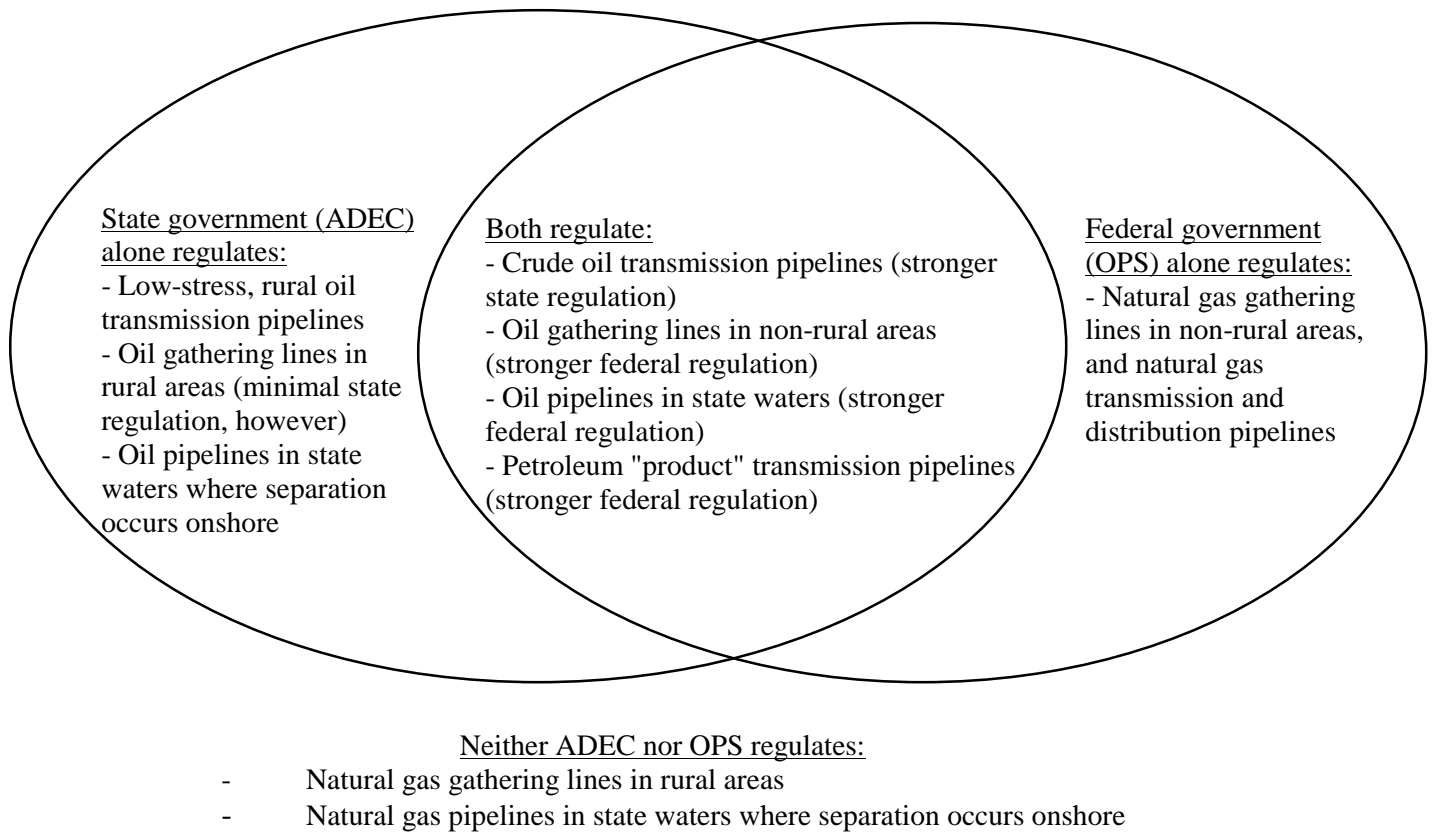 State government (ADEC)
alone regulates:
- Low-stress, rural oil
transmission pipelines
- Oil gathering lines in
rural areas (minimal state
regulation, however)
- Oil pipelines in state
waters where separation
occurs onshore
Both regulate:
- Crude oil transmission pipelines (stronger
state regulation)
- Oil gathering lines in non-rural areas
(stronger federal regulation)
- Oil pipelines in state waters (stronger
federal regulation)
- Petroleum "product" transmission pipelines
(stronger federal regulation)
Federal government
(OPS) alone regulates:
- Natural gas gathering
lines in non-rural areas,
and natural gas
transmission and
distribution pipelines
Neither ADEC nor OPS regulates:
- Natural gas gathering lines in rural areas
- Natural gas pipelines in state waters where separation occurs onshore